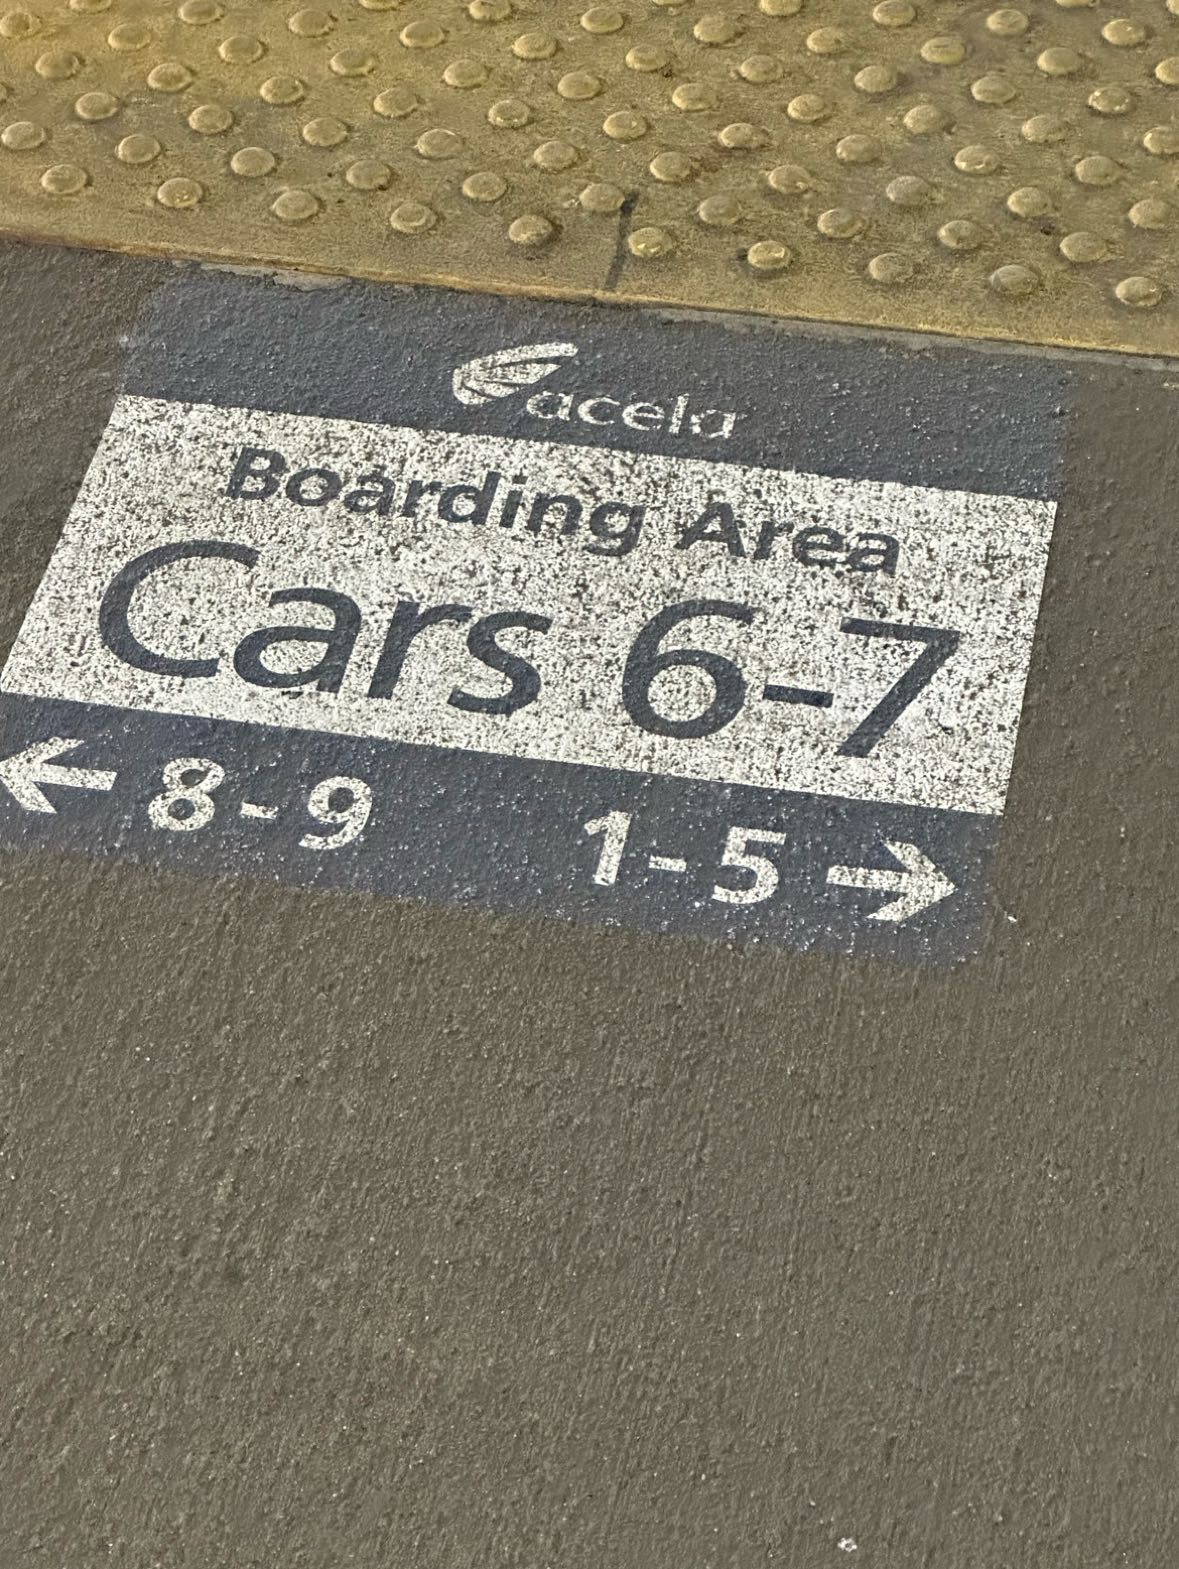 acela
Boarding Area
Cars 6-7
← 8-9 1-5 →